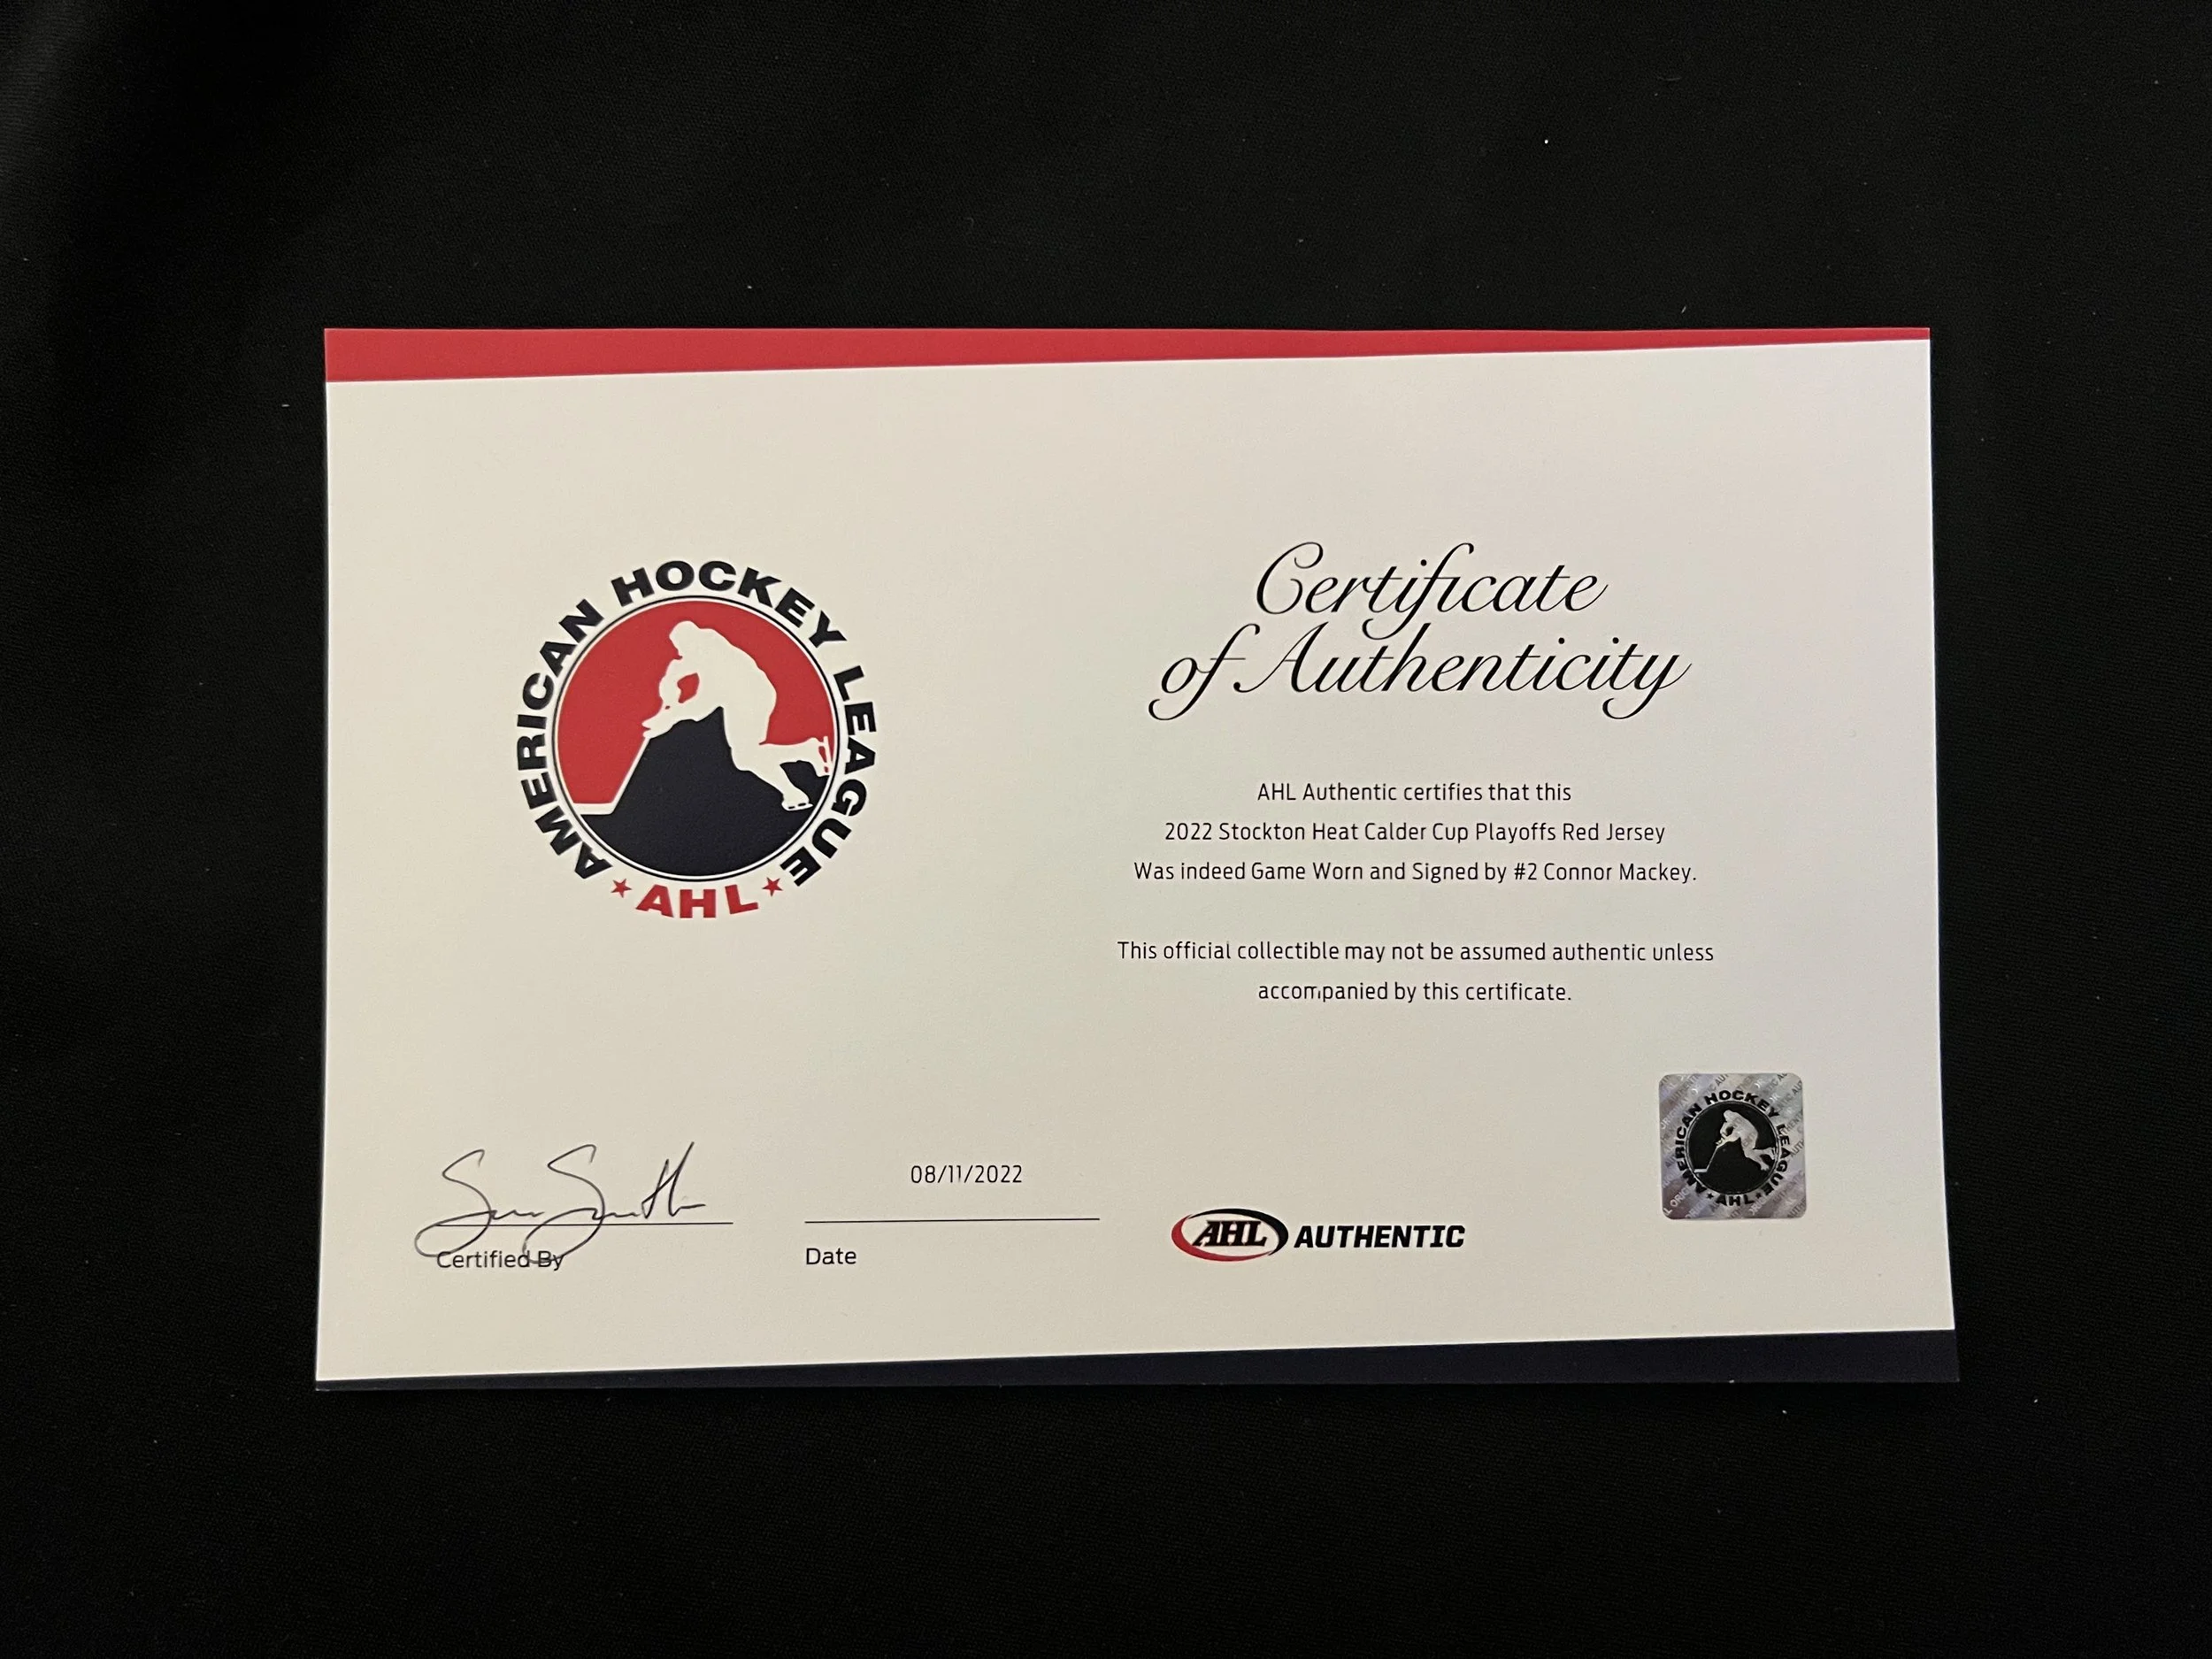 AMERICAN HOCKEY LEAGUE
★ AHL ★
Certificate
of Authenticity
AHL Authentic certifies that this
2022 Stockton Heat Calder Cup Playoffs Red Jersey
Was indeed Game Worn and Signed by #2 Connor Mackey.
This official collectible may not be assumed authentic unless
accompanied by this certificate.
AMERICAN HOCKEY LEAGUE
★ AHL ★
08/11/2022
Certified By
Date
AHL AUTHENTIC